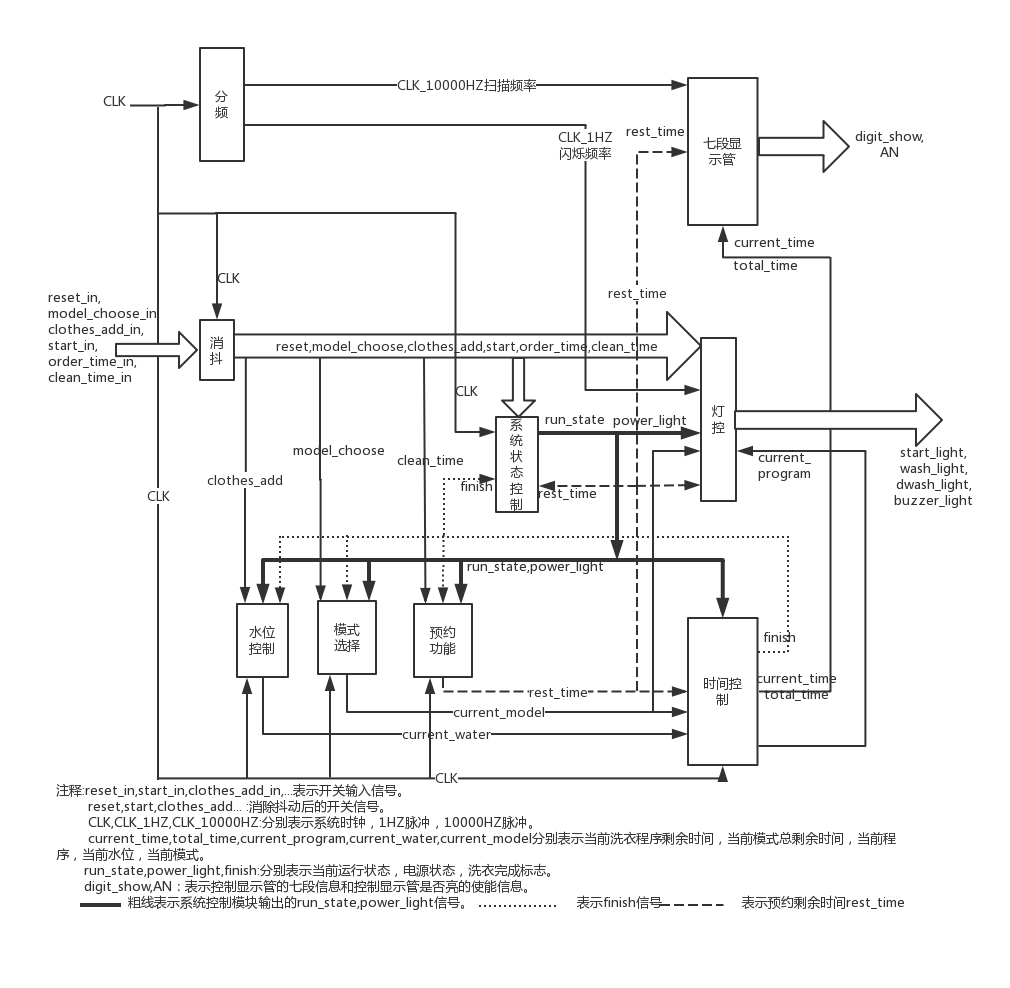 CLK
分
频
CLK_10000HZ扫描频率
CLK_1HZ
闪烁频率
rest_time
七段显
示管
digit_show,
AN
current_time
total_time
CLK
rest_time
reset_in,
model_choose_in
clothes_add_in,
start_in,
order_time_in,
clean_time_in
消
抖
reset,model_choose,clothes_add,start,order_time,clean_time
CLK
灯
控
系
统
状
态
控
制
run_state
power_light
model_choose
clean_time
clothes_add
finish
rest_time
current_
program
start_light,
wash_light,
dwash_light,
buzzer_light
CLK
run_state,power_light
水位
控制
模式
选择
预约
功能
finish
时间控
制
current_time
total_time
rest_time
current_model
current_water
CLK
注释:reset_in,start_in,clothes_add_in,...表示开关输入信号。
reset,start,clothes_add... :消除抖动后的开关信号。
CLK,CLK_1HZ,CLK_10000HZ:分别表示系统时钟，1HZ脉冲，10000HZ脉冲。
current_time,total_time,current_program,current_water,current_model分别表示当前洗衣程序剩余时间，当前模式总剩余时间，当前程
序，当前水位，当前模式。
run_state,power_light,finish:分别表示当前运行状态，电源状态，洗衣完成标志。
digit_show,AN：表示控制显示管的七段信息和控制显示管是否亮的使能信息。
粗线表示系统控制模块输出的run_state,power_light信号。 表示finish信号 表示预约剩余时间rest_time